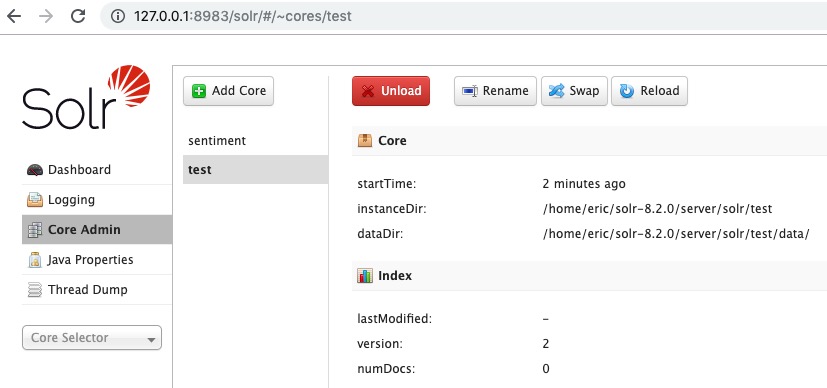 127.0.0.1:8983/solr/#/~cores/test
Solr
Dashboard
Logging
Core Admin
Java Properties
Thread Dump
Core Selector
Add Core
sentiment
test
Unload Rename Swap Reload
Core
startTime: 2 minutes ago
instanceDir: /home/eric/solr-8.2.0/server/solr/test
dataDir: /home/eric/solr-8.2.0/server/solr/test/data/
Index
lastModified: -
version: 2
numDocs: 0